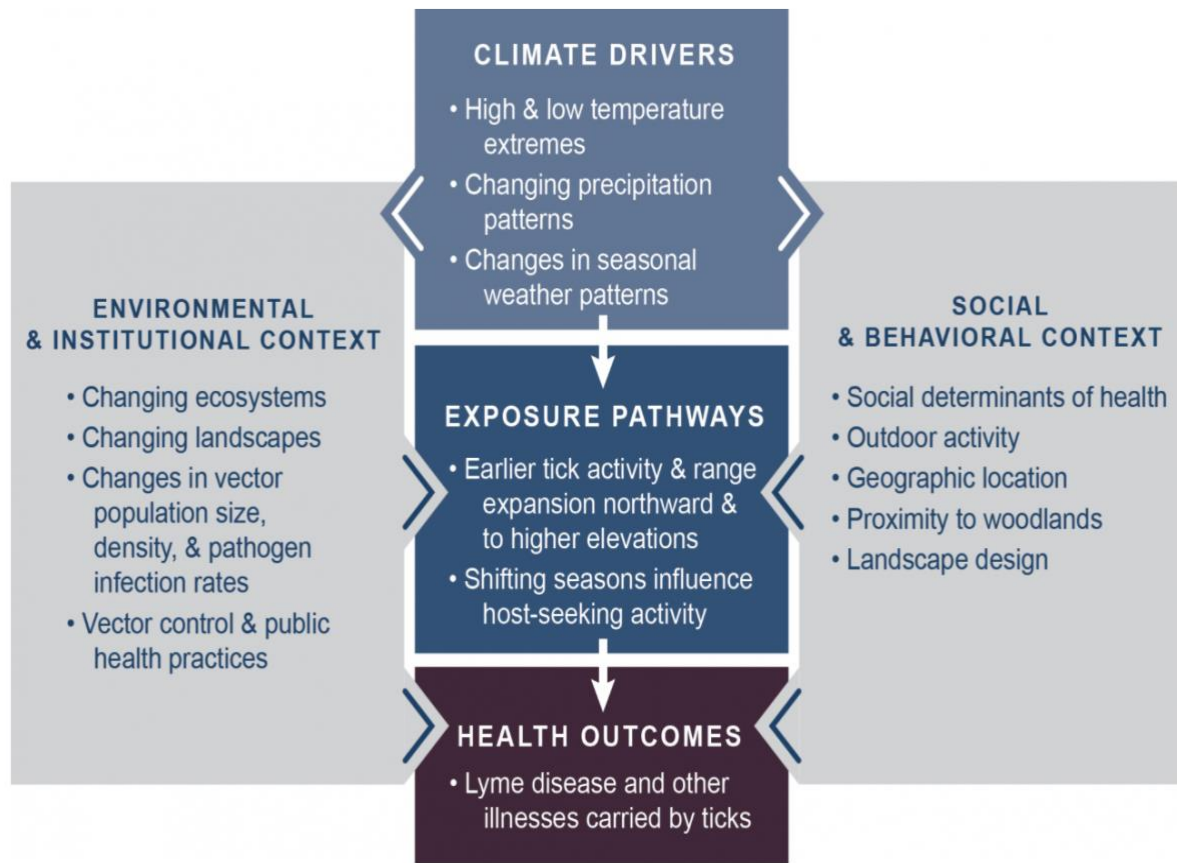 CLIMATE DRIVERS
• High & low temperature
extremes
• Changing precipitation
patterns
• Changes in seasonal
weather patterns
ENVIRONMENTAL
& INSTITUTIONAL CONTEXT
• Changing ecosystems
• Changing landscapes
• Changes in vector
population size,
density, & pathogen
infection rates
• Vector control & public
health practices
EXPOSURE PATHWAYS
• Earlier tick activity & range
expansion northward &
to higher elevations
• Shifting seasons influence
host-seeking activity
SOCIAL
& BEHAVIORAL CONTEXT
• Social determinants of health
• Outdoor activity
• Geographic location
• Proximity to woodlands
• Landscape design
HEALTH OUTCOMES
• Lyme disease and other
illnesses carried by ticks